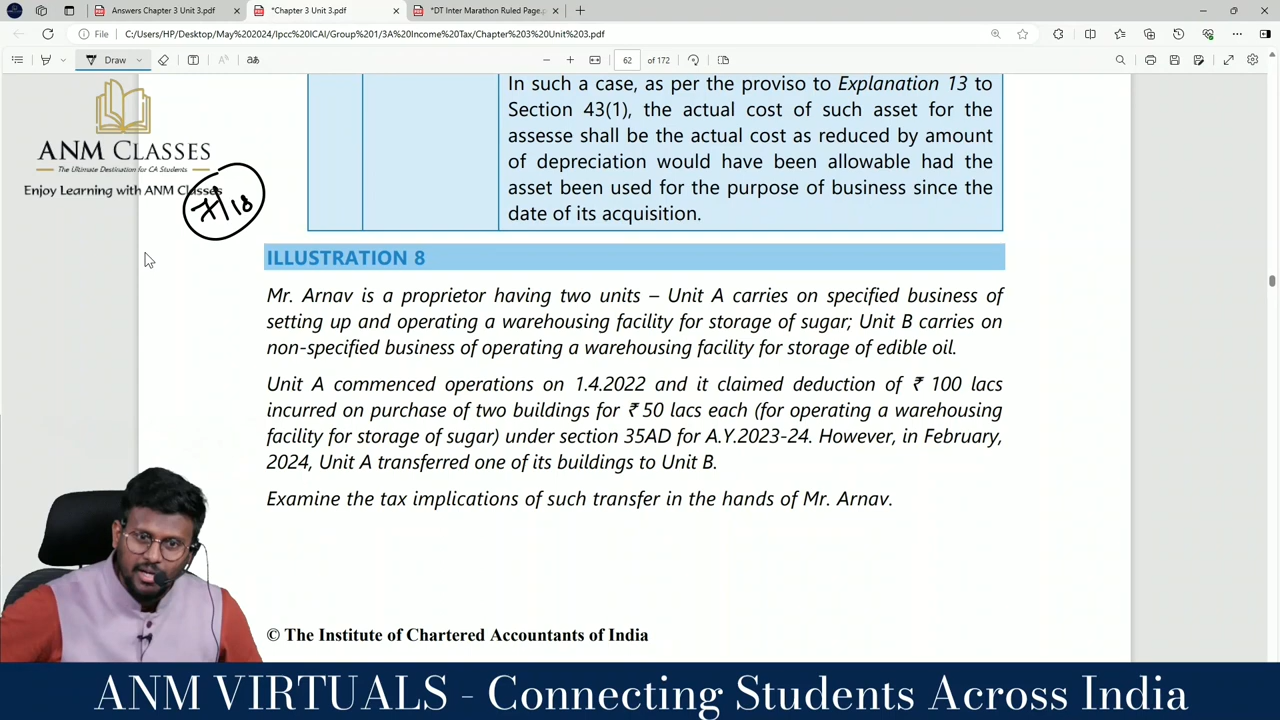 Answers Chapter 3 Unit 3.pdf
*Chapter 3 Unit 3.pdf
*DT Inter Marathon Ruled Page.p
File
C:/Users/HP/Desktop/May%202024/Ipcc%20ICAI/Group%201/3A%20Income%20Tax/Chapter%203%20Unit%203.pdf
Draw
62 of 172
In such a case, as per the proviso to Explanation 13 to
Section 43(1), the actual cost of such asset for the
assesse shall be the actual cost as reduced by amount
of depreciation would have been allowable had the
asset been used for the purpose of business since the
date of its acquisition.
ANM CLASSES
The Ultimate Destination for CA Students
Enjoy Learning with ANM Classes
ILLUSTRATION 8
Mr. Arnav is a proprietor having two units – Unit A carries on specified business of
setting up and operating a warehousing facility for storage of sugar; Unit B carries on
non-specified business of operating a warehousing facility for storage of edible oil.
Unit A commenced operations on 1.4.2022 and it claimed deduction of ₹ 100 lacs
incurred on purchase of two buildings for ₹ 50 lacs each (for operating a warehousing
facility for storage of sugar) under section 35AD for A.Y.2023-24. However, in February,
2024, Unit A transferred one of its buildings to Unit B.
Examine the tax implications of such transfer in the hands of Mr. Arnav.
© The Institute of Chartered Accountants of India
ANM VIRTUALS - Connecting Students Across India